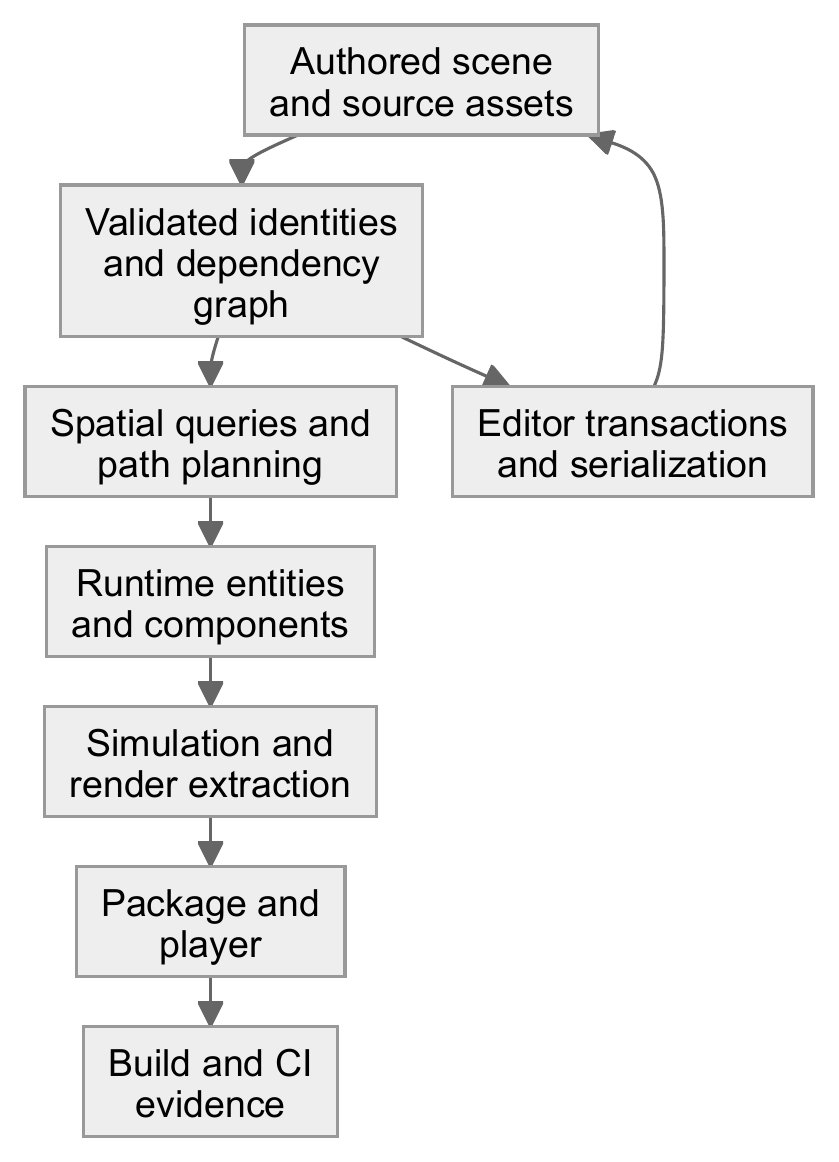 Authored scene
and source assets
Validated identities
and dependency
graph
Spatial queries and
path planning
Editor transactions
and serialization
Runtime entities
and components
Simulation and
render extraction
Package and
player
Build and CI
evidence